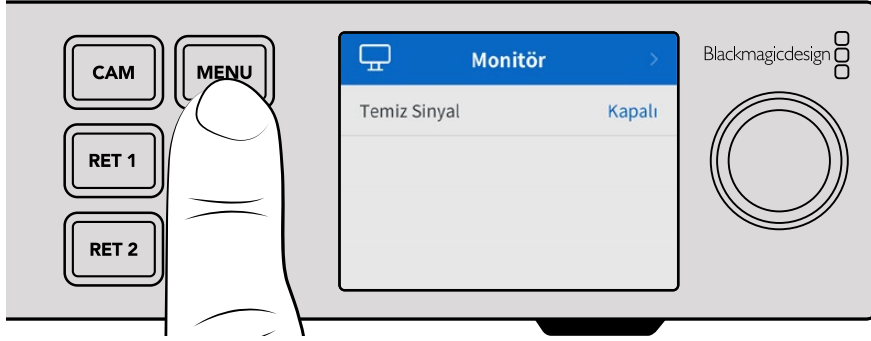 CAM
MENU
RET 1
RET 2
Monitör
Temiz Sinyal Kapalı
Blackmagicdesign